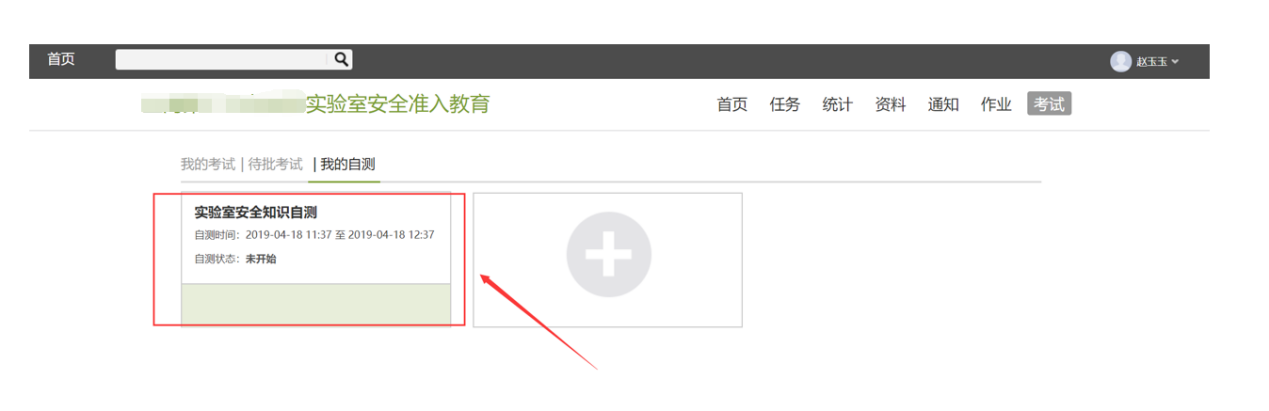 首页
赵玉玉
实验室安全准入教育
首页 任务 统计 资料 通知 作业 考试
我的考试 | 待批考试 | 我的自测
实验室安全知识自测
自测时间：2019-04-18 11:37 至 2019-04-18 12:37
自测状态：未开始